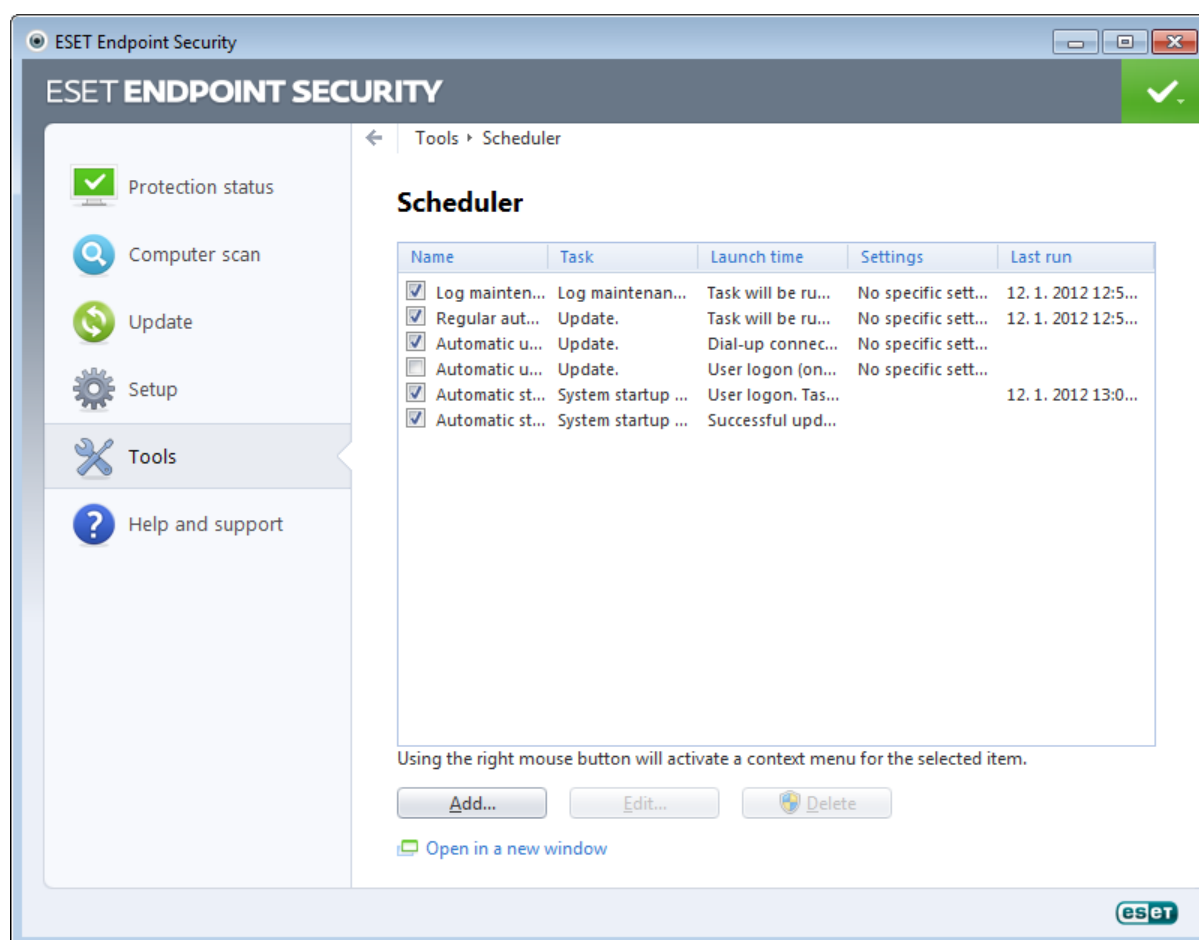 ESET Endpoint Security
ESET ENDPOINT SECURITY
Tools Scheduler
Protection status
Computer scan
Update
Setup
Tools
Help and support
Scheduler
Name Task Launch time Settings Last run
Log mainten... Log maintenan... Task will be ru... No specific sett... 12. 1. 2012 12:5...
Regular aut... Update. Task will be ru... No specific sett... 12. 1. 2012 12:5...
Automatic u... Update. Dial-up connec... No specific sett...
Automatic u... Update. User logon (on... No specific sett...
Automatic st... System startup ... User logon. Tas... 12. 1. 2012 13:0...
Automatic st... System startup ... Successful upd...
Using the right mouse button will activate a context menu for the selected item.
Add... Edit... Delete
Open in a new window
eset